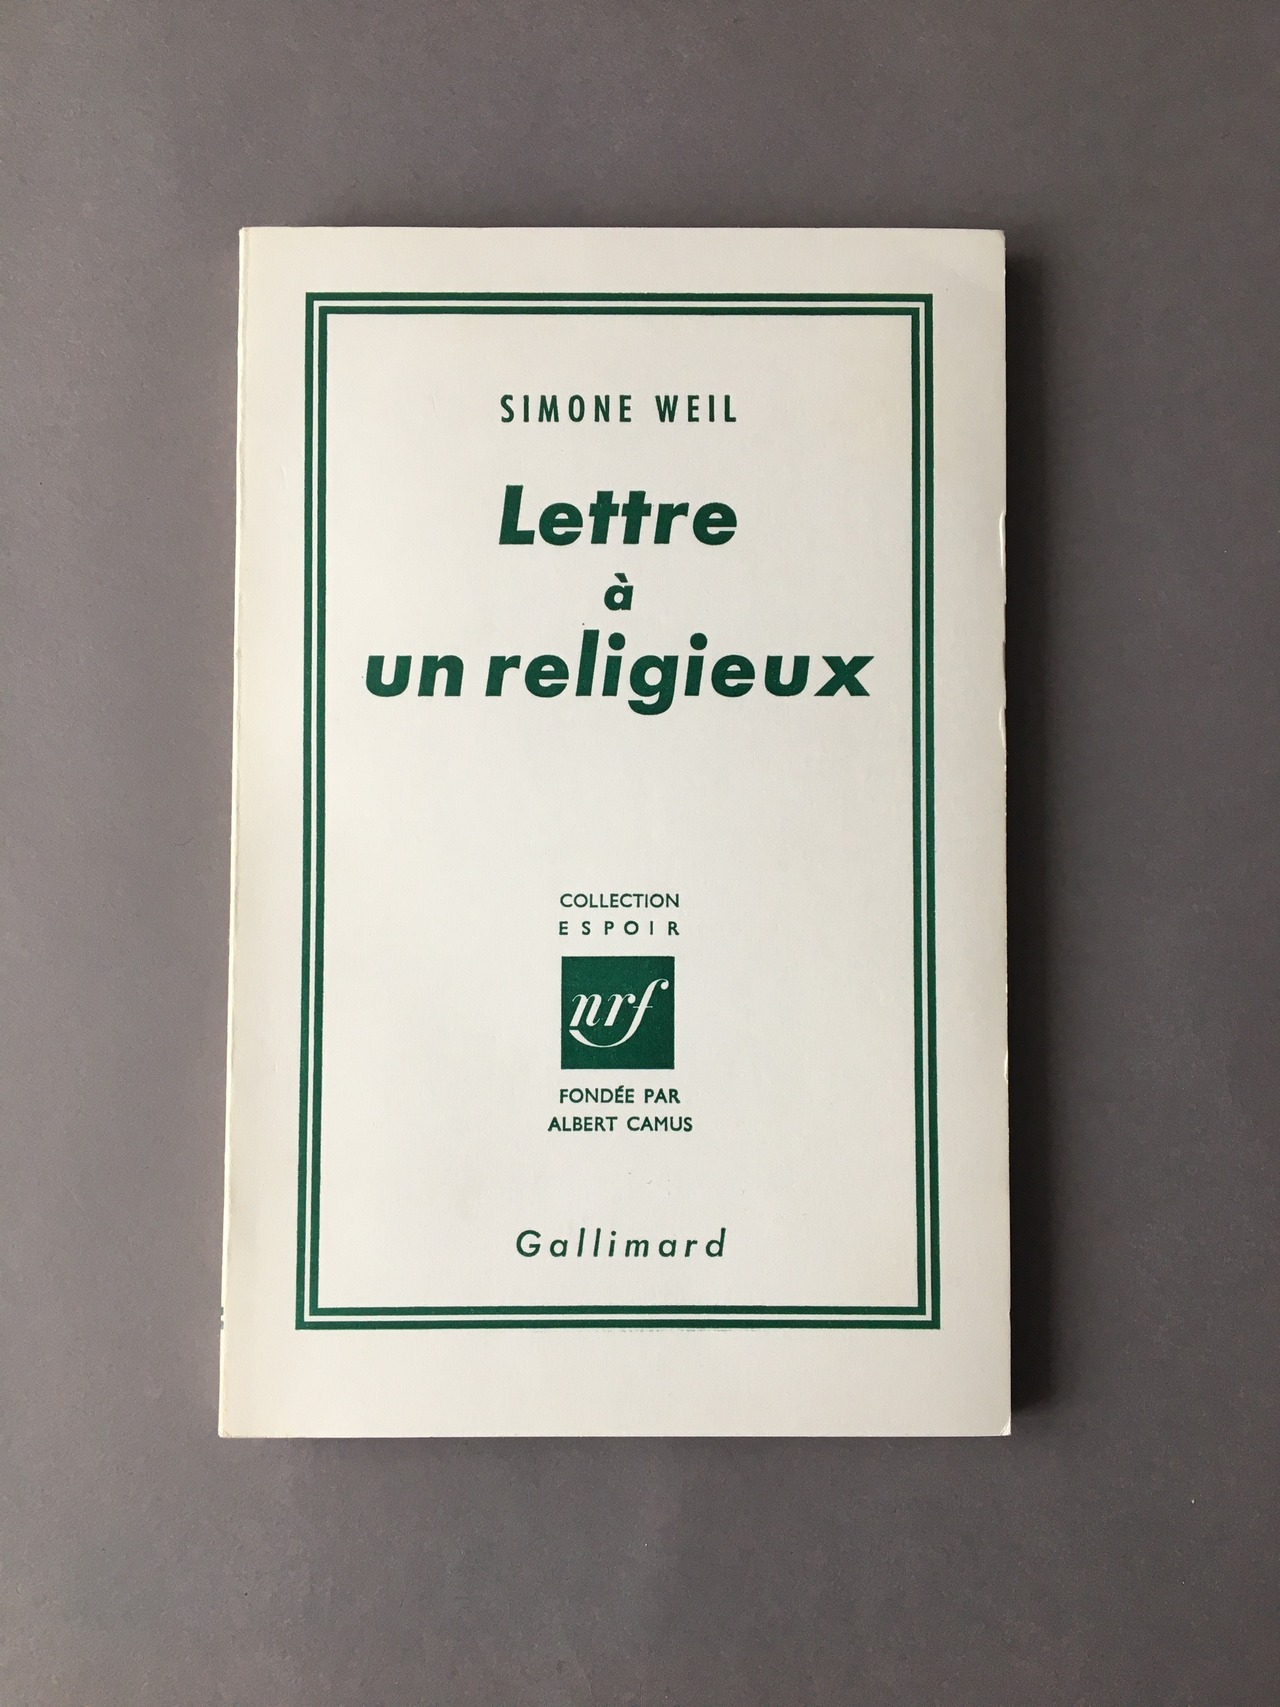 SIMONE WEIL
Lettre
à
un religieux
COLLECTION
ESPOIR
nrf
FONDÉE PAR
ALBERT CAMUS
Gallimard